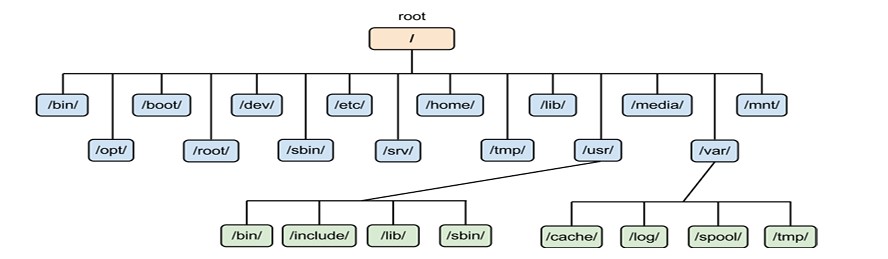 root
/
/bin/ /boot/ /dev/ /etc/ /home/ /lib/ /media/ /mnt/
/opt/ /root/ /sbin/ /srv/ /tmp/ /usr/ /var/
/bin/ /include/ /lib/ /sbin/ /cache/ /log/ /spool/ /tmp/